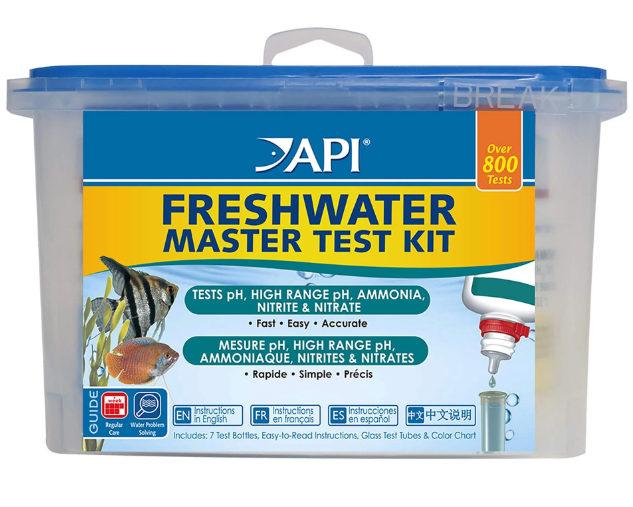 BREAK
API®
Over
800
Tests
FRESHWATER
MASTER TEST KIT
TESTS pH, HIGH RANGE pH, AMMONIA,
NITRITE & NITRATE
• Fast • Easy • Accurate
MESURE pH, HIGH RANGE pH,
AMMONIAQUE, NITRITES & NITRATES
• Rapide • Simple • Précis
GUIDE
week
Regular
Care
Water Problem
Solving
EN Instructions
in English
FR Instructions
en français
ES Instrucciones
en español
中文 中文说明
Includes: 7 Test Bottles, Easy-to-Read Instructions, Glass Test Tubes & Color Chart